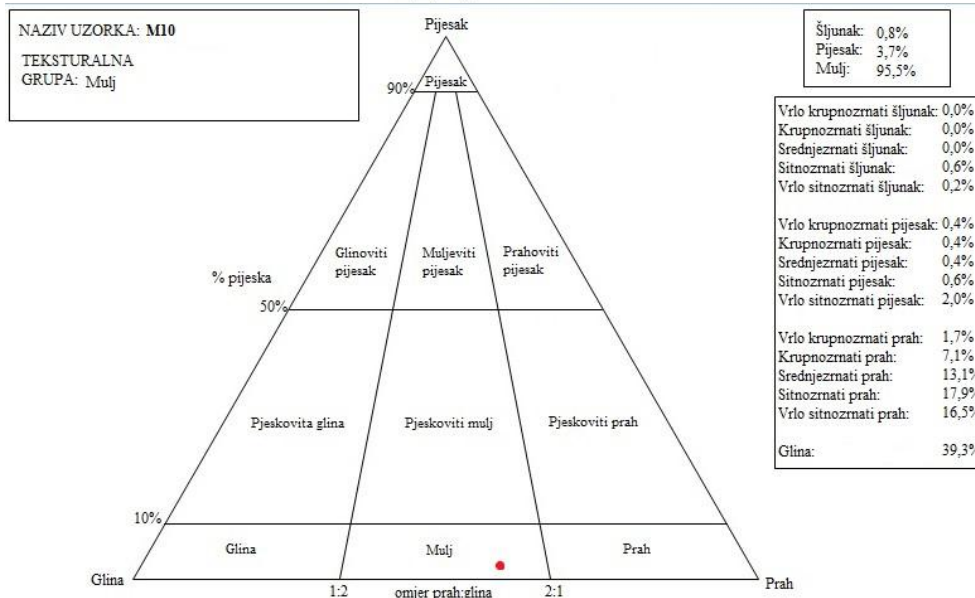 NAZIV UZORKA: M10
TEKSTURALNA
GRUPA: Mulj
Pijesak
Pijesak
90%
Glinoviti
pijesak
Muljeviti
pijesak
Prahoviti
pijesak
% pijeska
50%
Pjeskovita glina
Pjeskoviti mulj
Pjeskoviti prah
10%
Glina
Mulj
Prah
Glina
Prah
1:2
omjer prah:glina
2:1
Šljunak: 0,8%
Pijesak: 3,7%
Mulj: 95,5%
Vrlo krupnozrnati šljunak: 0,0%
Krupnozrnati šljunak: 0,0%
Srednjezrnati šljunak: 0,0%
Sitnozrnati šljunak: 0,6%
Vrlo sitnozrnati šljunak: 0,2%
Vrlo krupnozrnati pijesak: 0,4%
Krupnozrnati pijesak: 0,4%
Srednjezrnati pijesak: 0,4%
Sitnozrnati pijesak: 0,6%
Vrlo sitnozrnati pijesak: 2,0%
Vrlo krupnozrnati prah: 1,7%
Krupnozrnati prah: 7,1%
Srednjezrnati prah: 13,1%
Sitnozrnati prah: 17,9%
Vrlo sitnozrnati prah: 16,5%
Glina: 39,3%